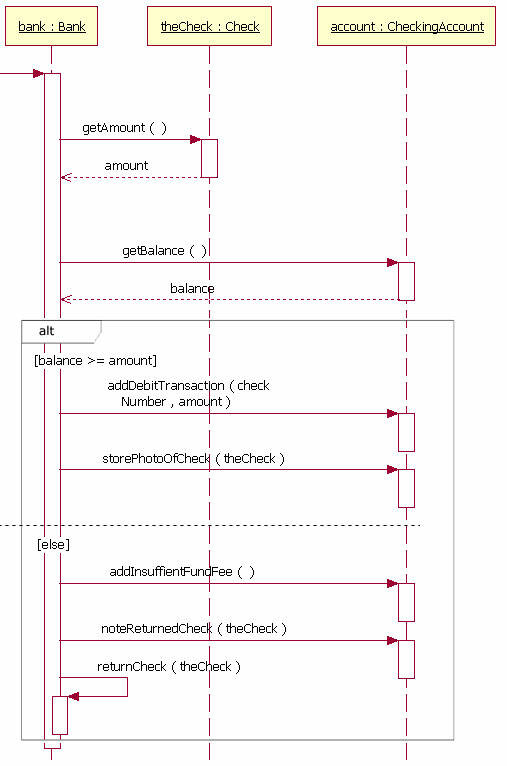 bank : Bank
theCheck : Check
account : CheckingAccount
getAmount ( )
amount
getBalance ( )
balance
alt
[balance >= amount]
addDebitTransaction ( check
Number , amount )
storePhotoOfCheck ( theCheck )
[else]
addInsuffientFundFee ( )
noteReturnedCheck ( theCheck )
returnCheck ( theCheck )